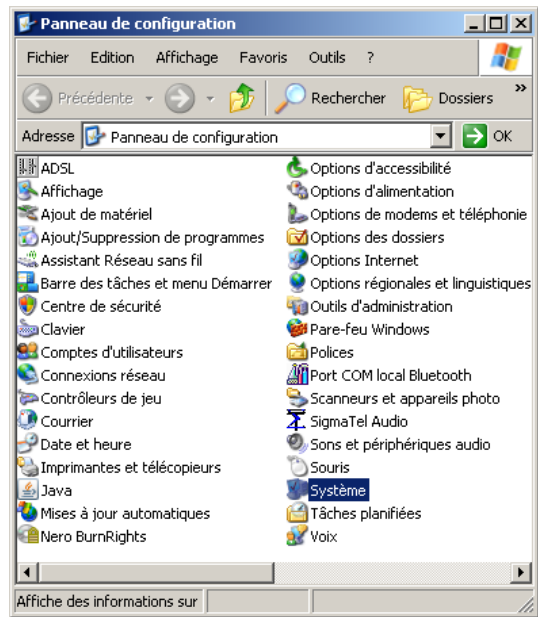 Panneau de configuration
Fichier Edition Affichage Favoris Outils ?
Précédente Rechercher Dossiers »
Adresse Panneau de configuration OK
ADSL
Affichage
Ajout de matériel
Ajout/Suppression de programmes
Assistant Réseau sans fil
Barre des tâches et menu Démarrer
Centre de sécurité
Clavier
Comptes d'utilisateurs
Connexions réseau
Contrôleurs de jeu
Courrier
Date et heure
Imprimantes et télécopieurs
Java
Mises à jour automatiques
Nero BurnRights
Options d'accessibilité
Options d'alimentation
Options de modems et téléphonie
Options des dossiers
Options Internet
Options régionales et linguistiques
Outils d'administration
Pare-feu Windows
Polices
Port COM local Bluetooth
Scanneurs et appareils photo
SigmaTel Audio
Sons et périphériques audio
Souris
Système
Tâches planifiées
Voix
Affiche des informations sur